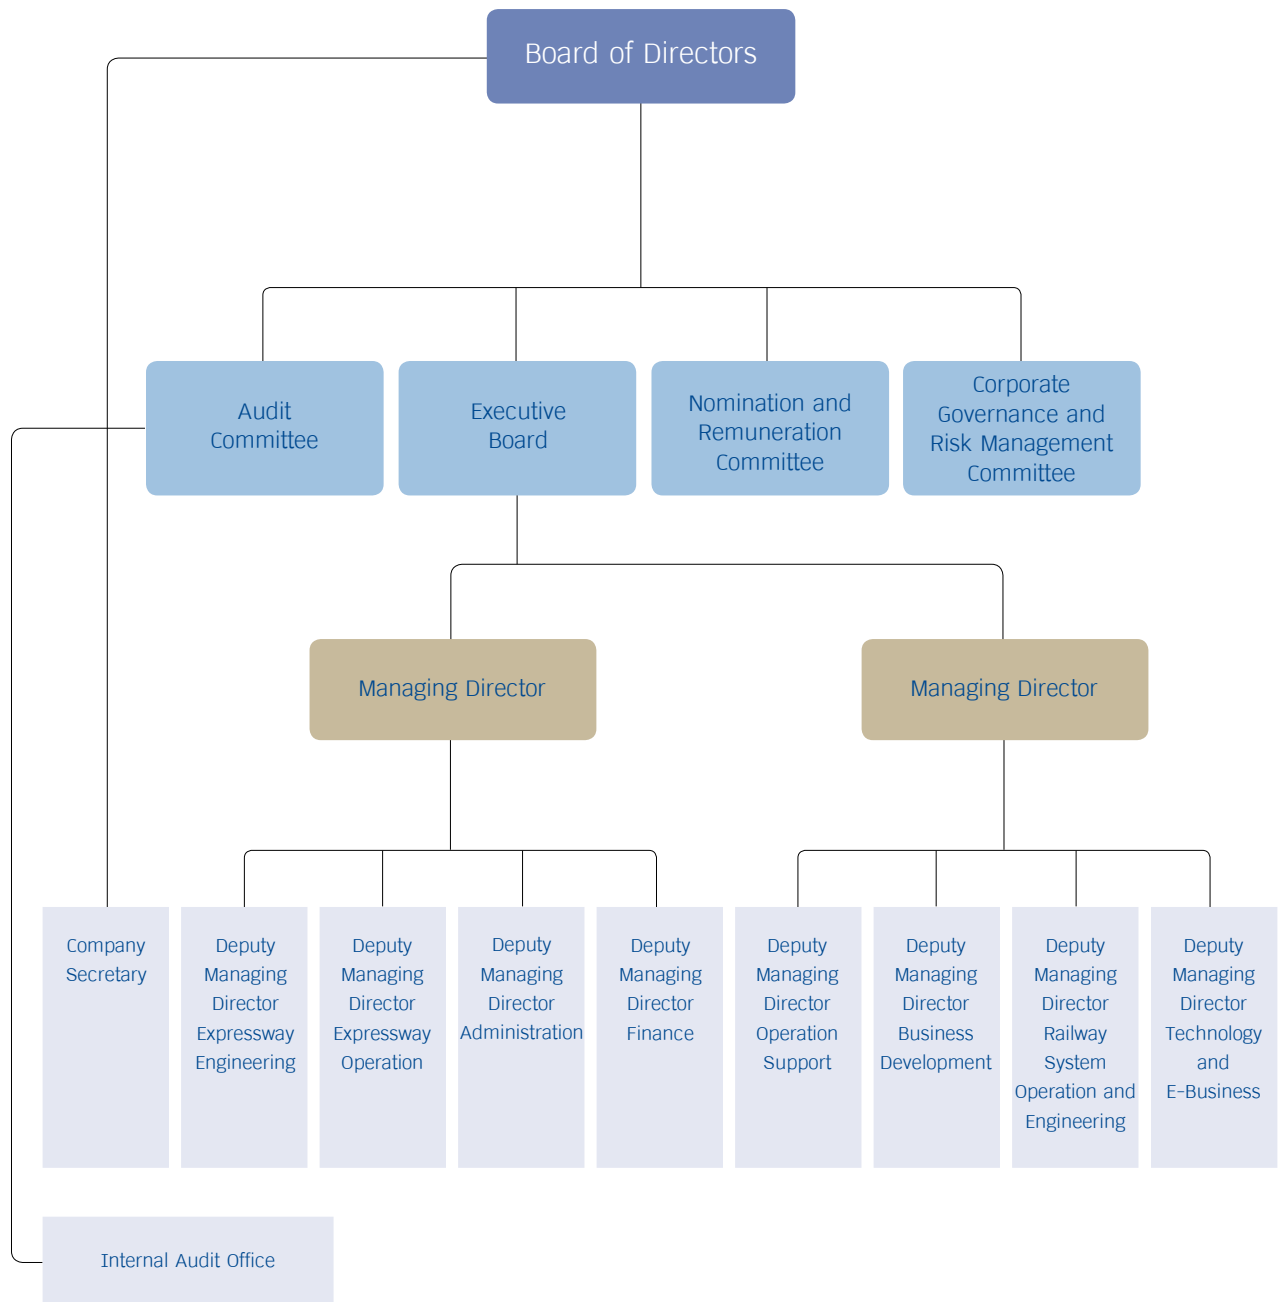 Board of Directors
Audit
Committee
Executive
Board
Nomination and
Remuneration
Committee
Corporate
Governance and
Risk Management
Committee
Managing Director
Managing Director
Company
Secretary
Deputy
Managing
Director
Expressway
Engineering
Deputy
Managing
Director
Expressway
Operation
Deputy
Managing
Director
Administration
Deputy
Managing
Director
Finance
Deputy
Managing
Director
Operation
Support
Deputy
Managing
Director
Business
Development
Deputy
Managing
Director
Railway
System
Operation and
Engineering
Deputy
Managing
Director
Technology
and
E-Business
Internal Audit Office